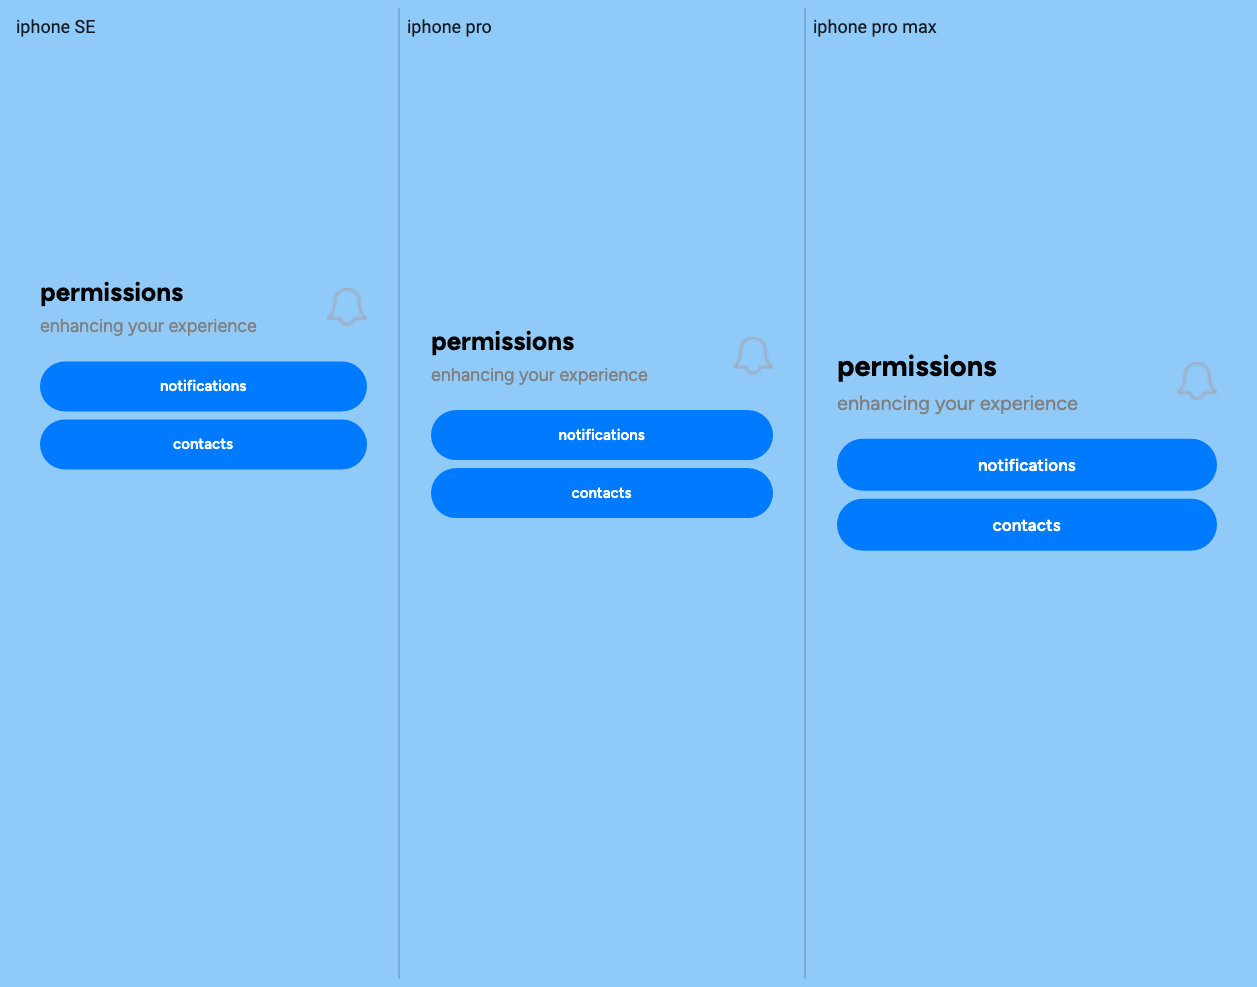 iphone SE
permissions
enhancing your experience
notifications
contacts
iphone pro
permissions
enhancing your experience
notifications
contacts
iphone pro max
permissions
enhancing your experience
notifications
contacts